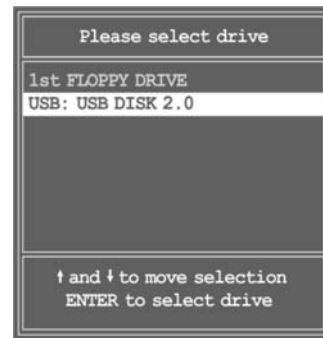 Please select drive
1st FLOPPY DRIVE
USB: USB DISK 2.0
↑ and ↓ to move selection
ENTER to select drive